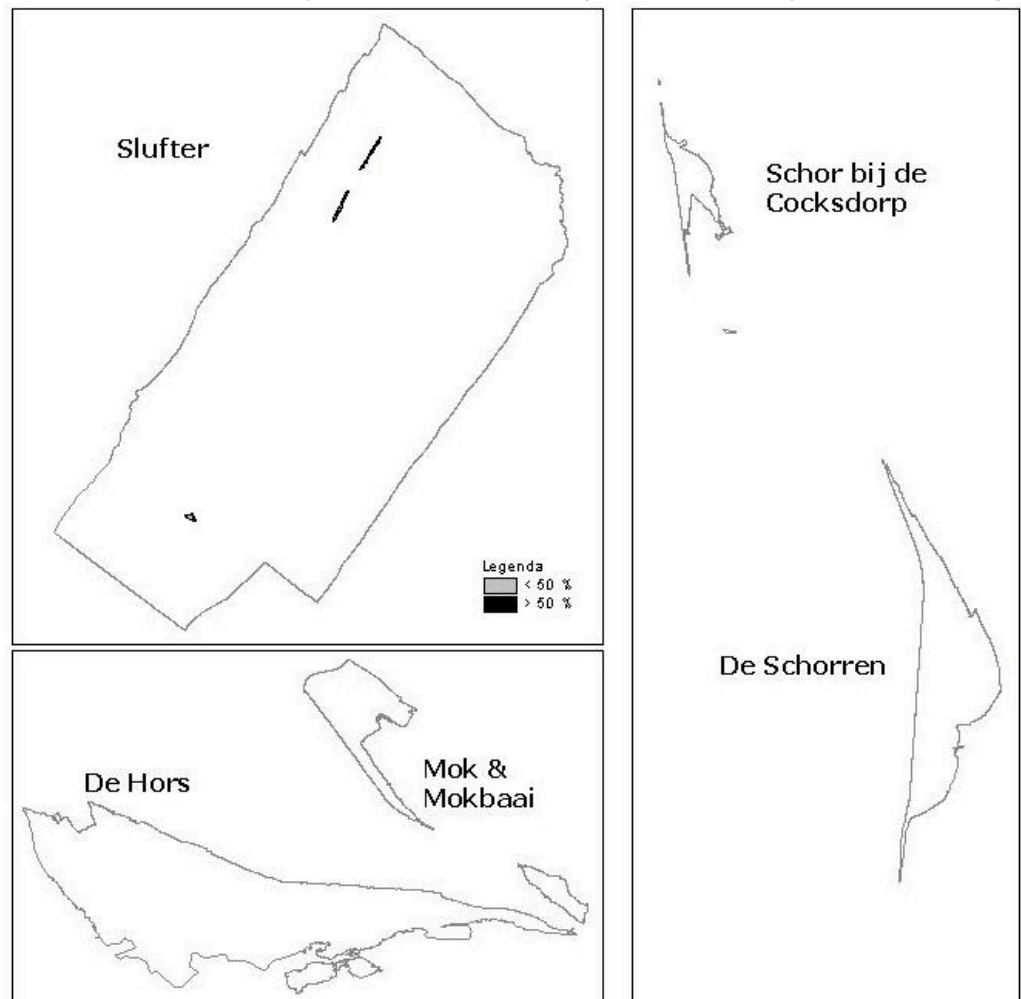 Slufter
Legenda
< 50 %
> 50 %
Schor bij de
Cocksdorp
De Schorren
De Hors
Mok &
Mokbaai